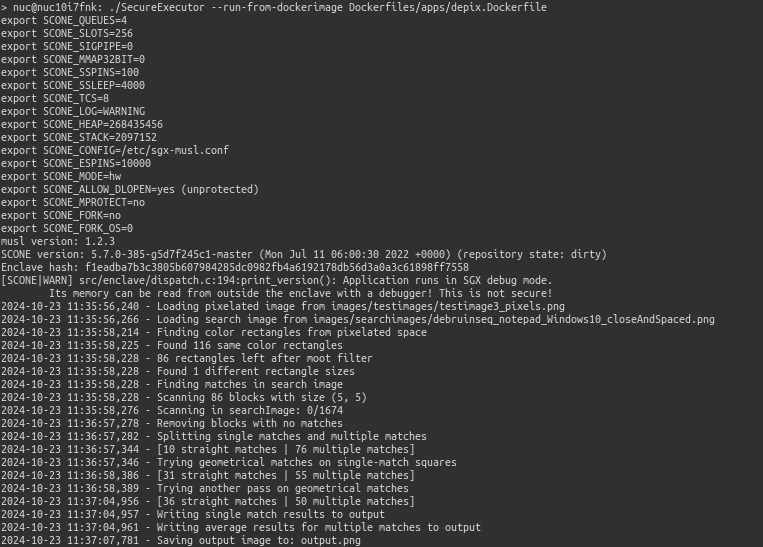 > nuc@nuc10i7fnk: ./SecureExecutor --run-from-dockerimage Dockerfiles/apps/depix.Dockerfile
export SCONE_QUEUES=4
export SCONE_SLOTS=256
export SCONE_SIGPIPE=0
export SCONE_MMAP32BIT=0
export SCONE_SSPINS=100
export SCONE_SSLEEP=4000
export SCONE_TCS=8
export SCONE_LOG=WARNING
export SCONE_HEAP=268435456
export SCONE_STACK=2097152
export SCONE_CONFIG=/etc/sgx-musl.conf
export SCONE_ESPINS=10000
export SCONE_MODE=hw
export SCONE_ALLOW_DLOPEN=yes (unprotected)
export SCONE_MPROTECT=no
export SCONE_FORK=no
export SCONE_FORK_OS=0
musl version: 1.2.3
SCONE version: 5.7.0-385-g5d7f245c1-master (Mon Jul 11 06:00:30 2022 +0000) (repository state: dirty)
Enclave hash: f1eadba7b3c3805b607984285dc0982fb4a6192178db56d3a0a3c61898ff7558
[SCONE|WARN] src/enclave/dispatch.c:194:print_version(): Application runs in SGX debug mode.
Its memory can be read from outside the enclave with a debugger! This is not secure!
2024-10-23 11:35:56,240 - Loading pixelated image from images/testimages/testimage3_pixels.png
2024-10-23 11:35:56,266 - Loading search image from images/searchimages/debruinseq_notepad_Windows10_closeAndSpaced.png
2024-10-23 11:35:58,214 - Finding color rectangles from pixelated space
2024-10-23 11:35:58,225 - Found 116 same color rectangles
2024-10-23 11:35:58,228 - 86 rectangles left after moot filter
2024-10-23 11:35:58,228 - Found 1 different rectangle sizes
2024-10-23 11:35:58,228 - Finding matches in search image
2024-10-23 11:35:58,228 - Scanning 86 blocks with size (5, 5)
2024-10-23 11:35:58,276 - Scanning in searchImage: 0/1674
2024-10-23 11:36:57,278 - Removing blocks with no matches
2024-10-23 11:36:57,282 - Splitting single matches and multiple matches
2024-10-23 11:36:57,344 - [10 straight matches | 76 multiple matches]
2024-10-23 11:36:57,346 - Trying geometrical matches on single-match squares
2024-10-23 11:36:58,386 - [31 straight matches | 55 multiple matches]
2024-10-23 11:36:58,389 - Trying another pass on geometrical matches
2024-10-23 11:37:04,956 - [36 straight matches | 50 multiple matches]
2024-10-23 11:37:04,957 - Writing single match results to output
2024-10-23 11:37:04,961 - Writing average results for multiple matches to output
2024-10-23 11:37:07,781 - Saving output image to: output.png